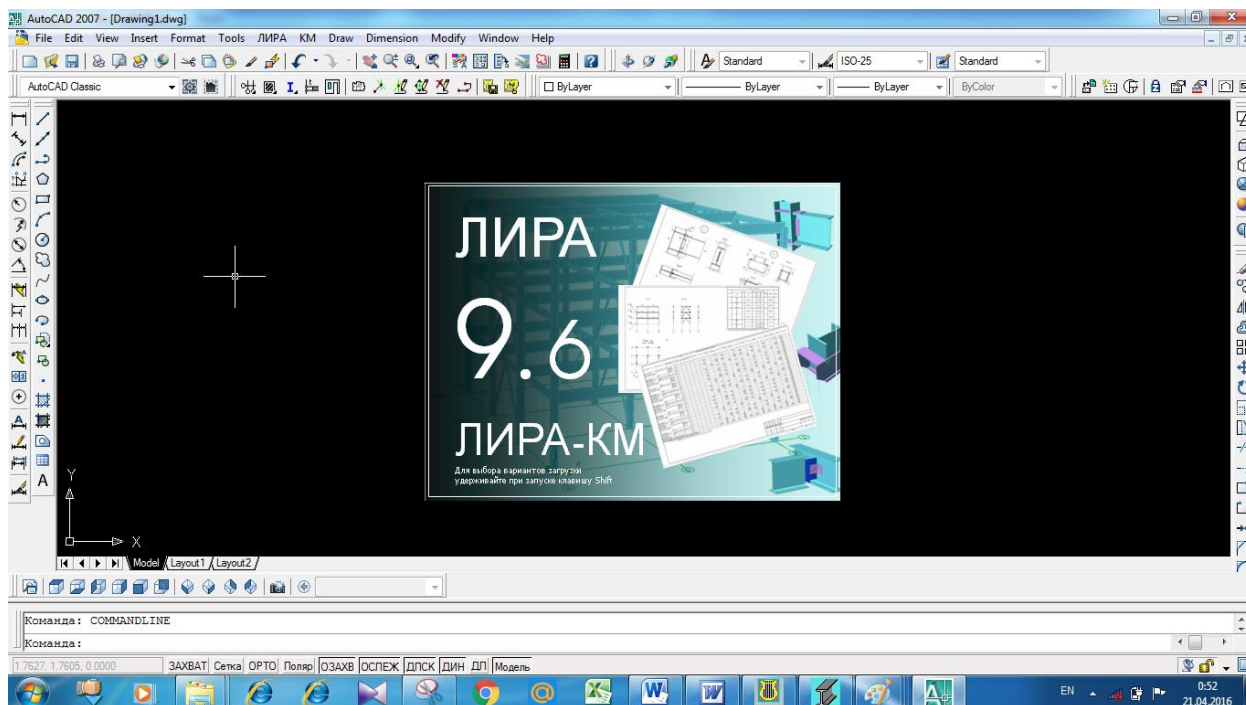 AutoCAD 2007 - [Drawing1.dwg]
File Edit View Insert Format Tools ЛИРА КМ Draw Dimension Modify Window Help
Standard ISO-25 Standard
AutoCAD Classic ByLayer ByLayer ByLayer ByColor
ЛИРА
9.6
ЛИРА-КМ
Для выбора вариантов загрузки
удерживайте при запуске клавишу Shift
Y
X
Model Layout1 Layout2
Команда: COMMANDLINE
Команда:
1.7627, 1.7605, 0.0000 ЗАХВАТ Сетка ОРТО Поляр ОЗАХВ ОСПЕЖ ДПСК ДИН ДП Модель
EN 0:52
21.04.2016